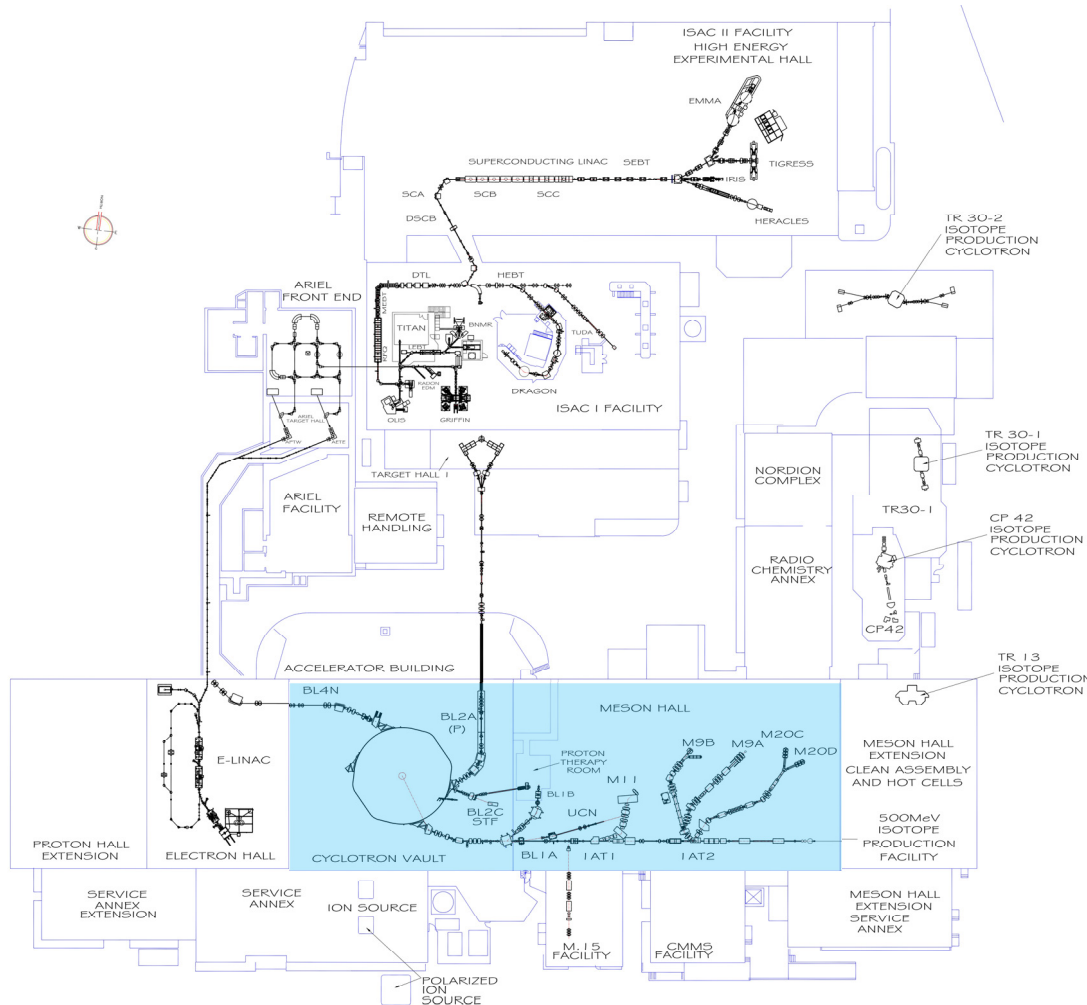 ISAC II FACILITY
HIGH ENERGY
EXPERIMENTAL HALL
EMMA
SUPERCONDUCTING LINAC
SEBT
TIGRESS
IRIS
SCA
SCB
SCC
HERACLES
DSCB
TR 30-2
ISOTOPE
PRODUCTION
CYCLOTRON
DTL
HEBT
ARIEL
FRONT END
MEBT
TITAN
BNMR
TUDA
RFQ
LEBT
RADON
EDM
DRAGON
OLIS
GRIFFIN
ISAC I FACILITY
ARIEL
TARGET HALL
APTW
AETE
TARGET HALL I
TR 30-1
ISOTOPE
PRODUCTION
CYCLOTRON
NORDION
COMPLEX
ARIEL
FACILITY
REMOTE
HANDLING
TR30-1
CP 42
ISOTOPE
PRODUCTION
CYCLOTRON
RADIO
CHEMISTRY
ANNEX
CP42
ACCELERATOR BUILDING
TR 13
ISOTOPE
PRODUCTION
CYCLOTRON
BL4N
BL2A
(P)
MESON HALL
M9B
M9A
M20C
M20D
E-LINAC
PROTON
THERAPY
ROOM
M11
MESON HALL
EXTENSION
CLEAN ASSEMBLY
AND HOT CELLS
BL1B
BL2C
STF
UCN
500MeV
ISOTOPE
PRODUCTION
FACILITY
PROTON HALL
EXTENSION
ELECTRON HALL
CYCLOTRON VAULT
BL1A
1AT1
1AT2
SERVICE
ANNEX
EXTENSION
SERVICE
ANNEX
ION SOURCE
MESON HALL
EXTENSION
SERVICE
ANNEX
M.15
FACILITY
CMMS
FACILITY
POLARIZED
ION
SOURCE